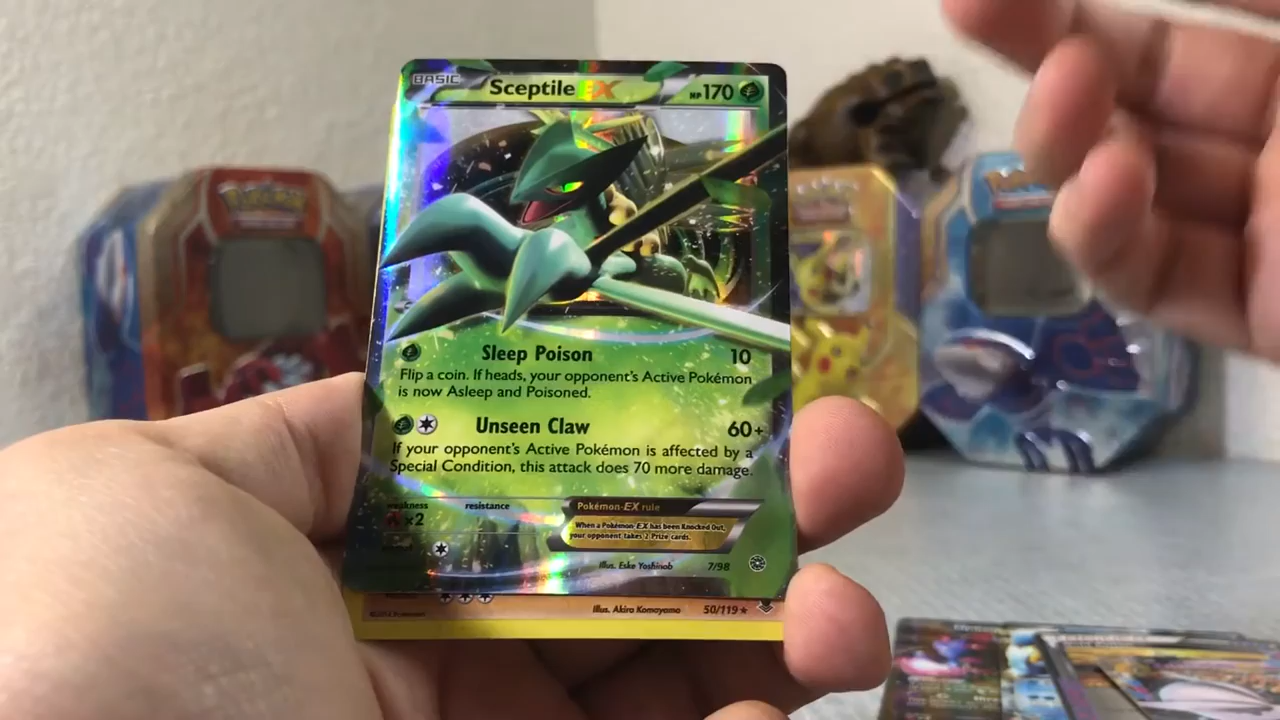 BASIC Sceptile EX HP170
Sleep Poison 10
Flip a coin. If heads, your opponent's Active Pokémon
is now Asleep and Poisoned.
Unseen Claw 60+
If your opponent's Active Pokémon is affected by a
Special Condition, this attack does 70 more damage.
weakness resistance
×2
Pokémon-EX rule
When a Pokémon-EX has been Knocked Out,
your opponent takes 2 Prize cards.
Illus. Eske Yoshinob 7/98
Illus. Akira Komayama 50/119
POKÉMON